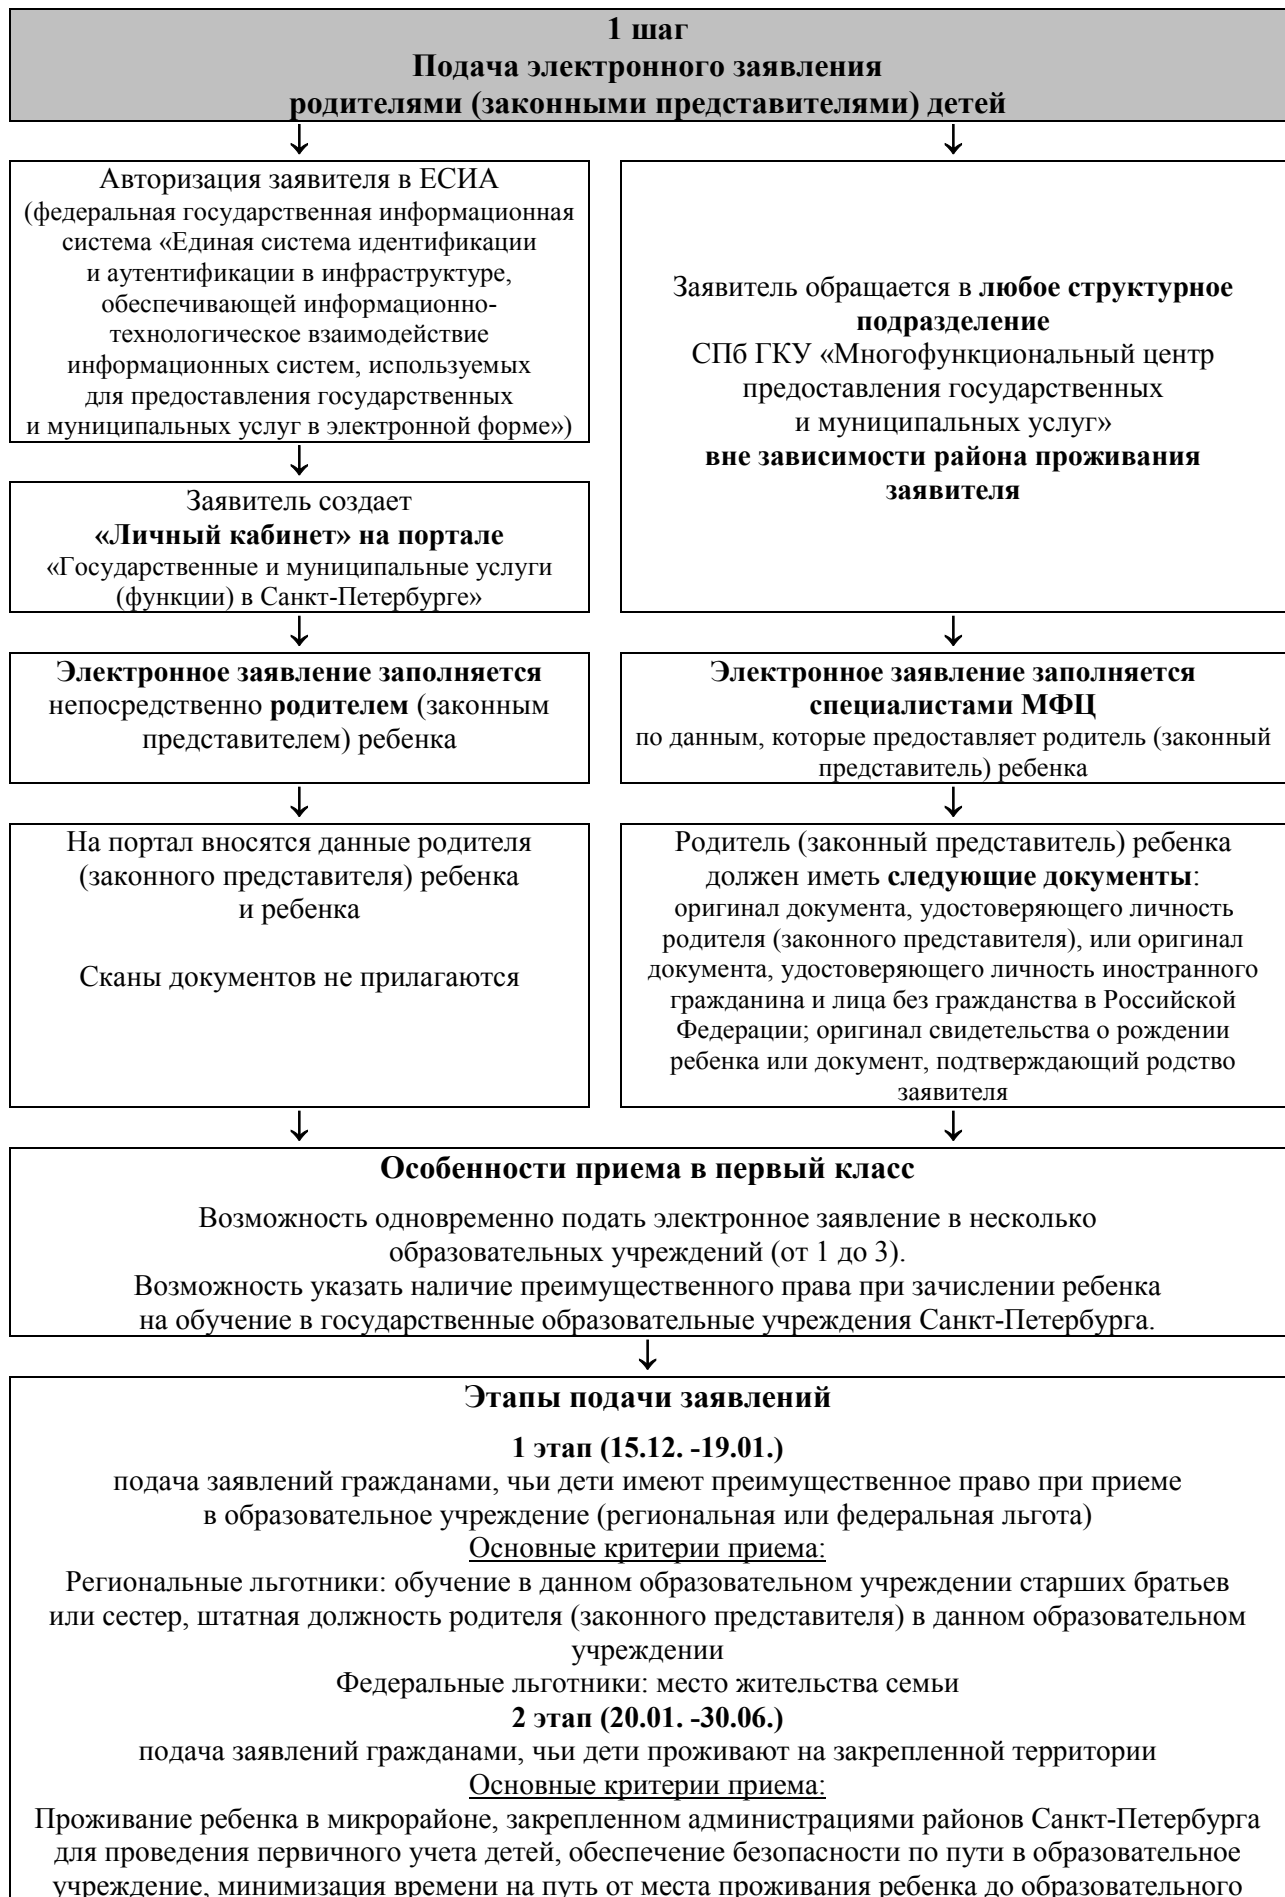 1 шаг
Подача электронного заявления
родителями (законными представителями) детей
Авторизация заявителя в ЕСИА
(федеральная государственная информационная
система «Единая система идентификации
и аутентификации в инфраструктуре,
обеспечивающей информационно-
технологическое взаимодействие
информационных систем, используемых
для предоставления государственных
и муниципальных услуг в электронной форме»)
Заявитель создает
«Личный кабинет» на портале
«Государственные и муниципальные услуги
(функции) в Санкт-Петербурге»
Электронное заявление заполняется
непосредственно родителем (законным
представителем) ребенка
На портал вносятся данные родителя
(законного представителя) ребенка
и ребенка
Сканы документов не прилагаются
Заявитель обращается в любое структурное
подразделение
СПб ГКУ «Многофункциональный центр
предоставления государственных
и муниципальных услуг»
вне зависимости района проживания
заявителя
Электронное заявление заполняется
специалистами МФЦ
по данным, которые предоставляет родитель (законный
представитель) ребенка
Родитель (законный представитель) ребенка
должен иметь следующие документы:
оригинал документа, удостоверяющего личность
родителя (законного представителя), или оригинал
документа, удостоверяющего личность иностранного
гражданина и лица без гражданства в Российской
Федерации; оригинал свидетельства о рождении
ребенка или документ, подтверждающий родство
заявителя
Особенности приема в первый класс
Возможность одновременно подать электронное заявление в несколько
образовательных учреждений (от 1 до 3).
Возможность указать наличие преимущественного права при зачислении ребенка
на обучение в государственные образовательные учреждения Санкт-Петербурга.
Этапы подачи заявлений
1 этап (15.12. -19.01.)
подача заявлений гражданами, чьи дети имеют преимущественное право при приеме
в образовательное учреждение (региональная или федеральная льгота)
Основные критерии приема:
Региональные льготники: обучение в данном образовательном учреждении старших братьев
или сестер, штатная должность родителя (законного представителя) в данном образовательном
учреждении
Федеральные льготники: место жительства семьи
2 этап (20.01. -30.06.)
подача заявлений гражданами, чьи дети проживают на закрепленной территории
Основные критерии приема:
Проживание ребенка в микрорайоне, закрепленном администрациями районов Санкт-Петербурга
для проведения первичного учета детей, обеспечение безопасности по пути в образовательное
учреждение, минимизация времени на путь от места проживания ребенка до образовательного